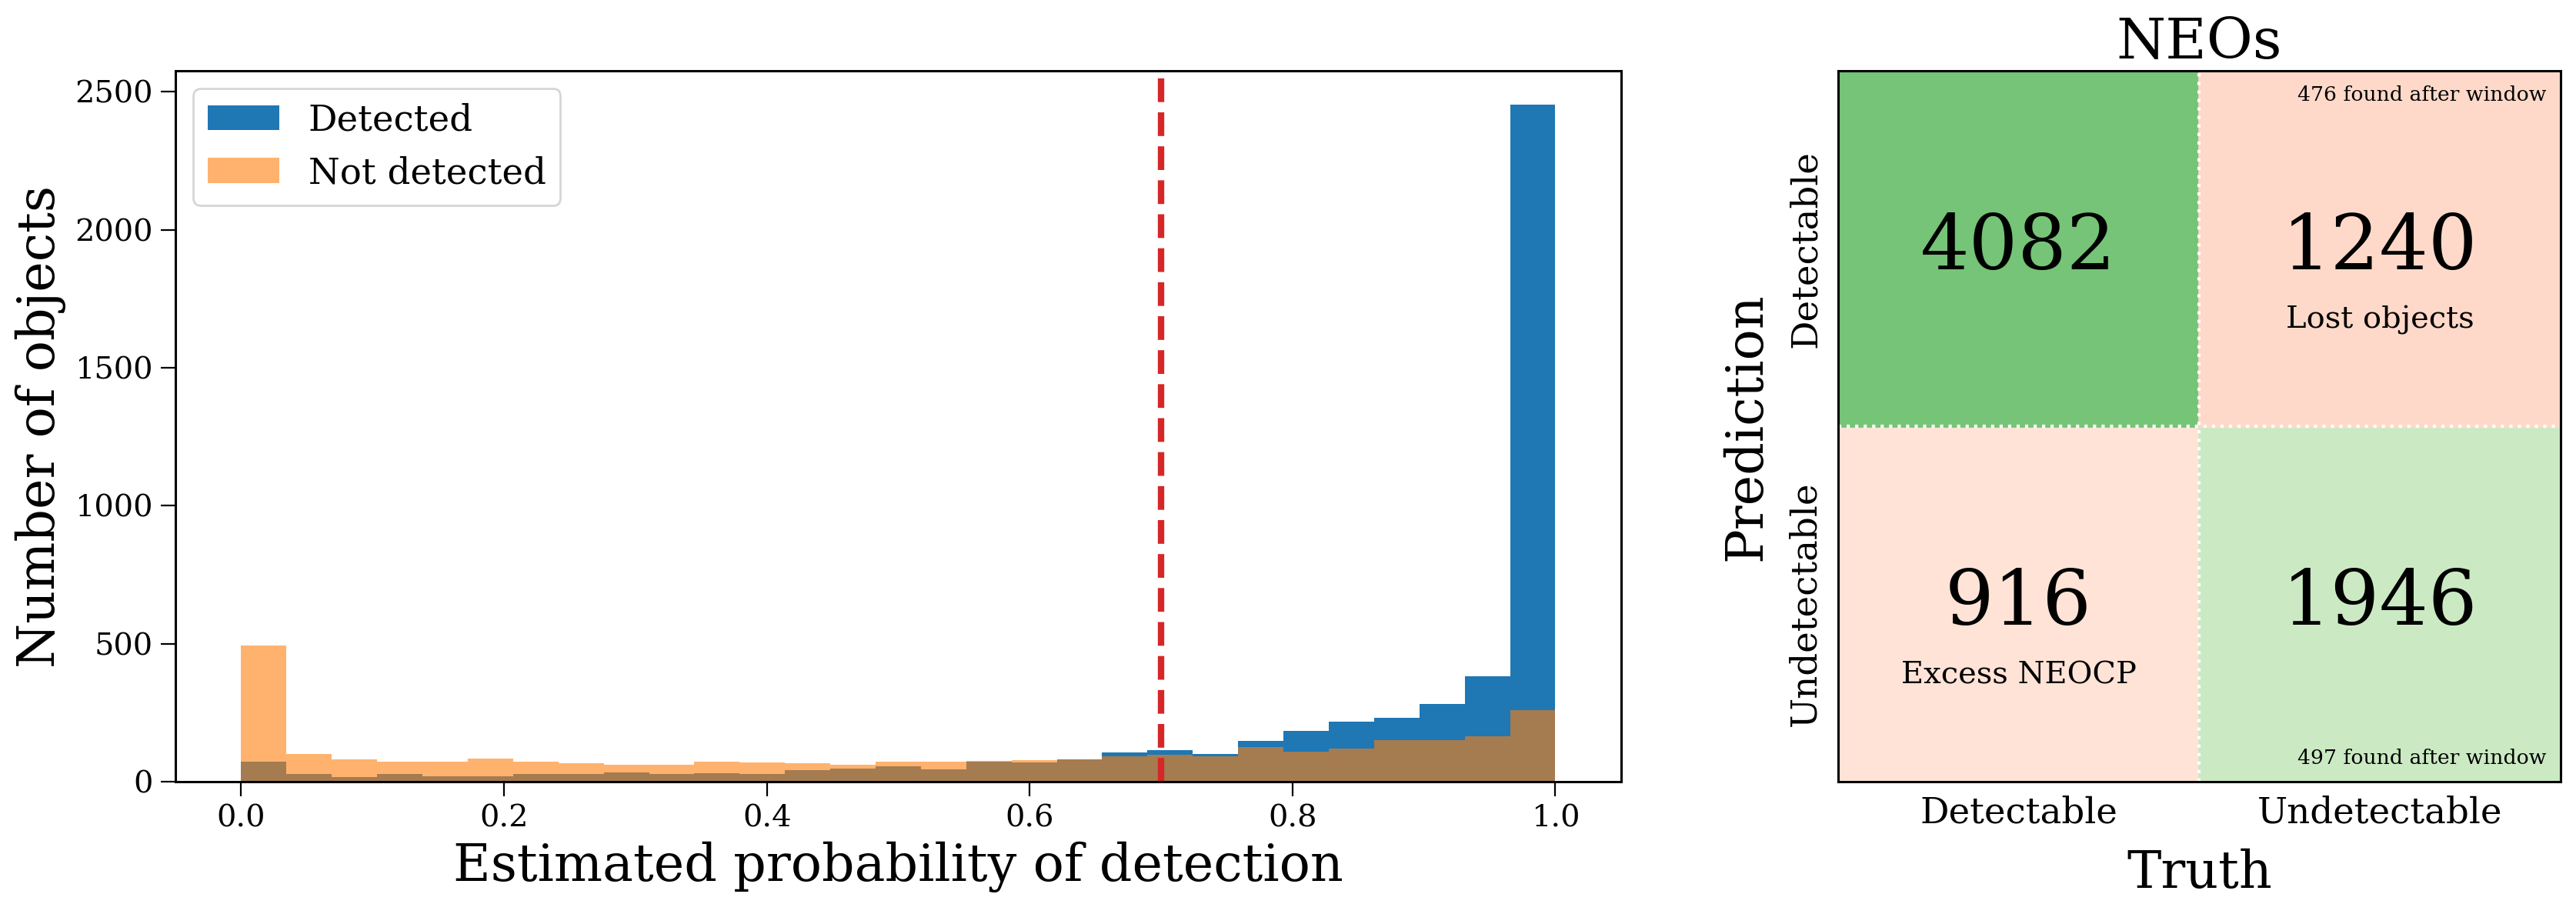 Detected
Not detected
Number of objects
2500
2000
1500
1000
500
0
0.0 0.2 0.4 0.6 0.8 1.0
Estimated probability of detection
NEOs
Prediction
Detectable
Undetectable
476 found after window
4082 1240
Lost objects
916 1946
Excess NEOCP
497 found after window
Detectable Undetectable
Truth